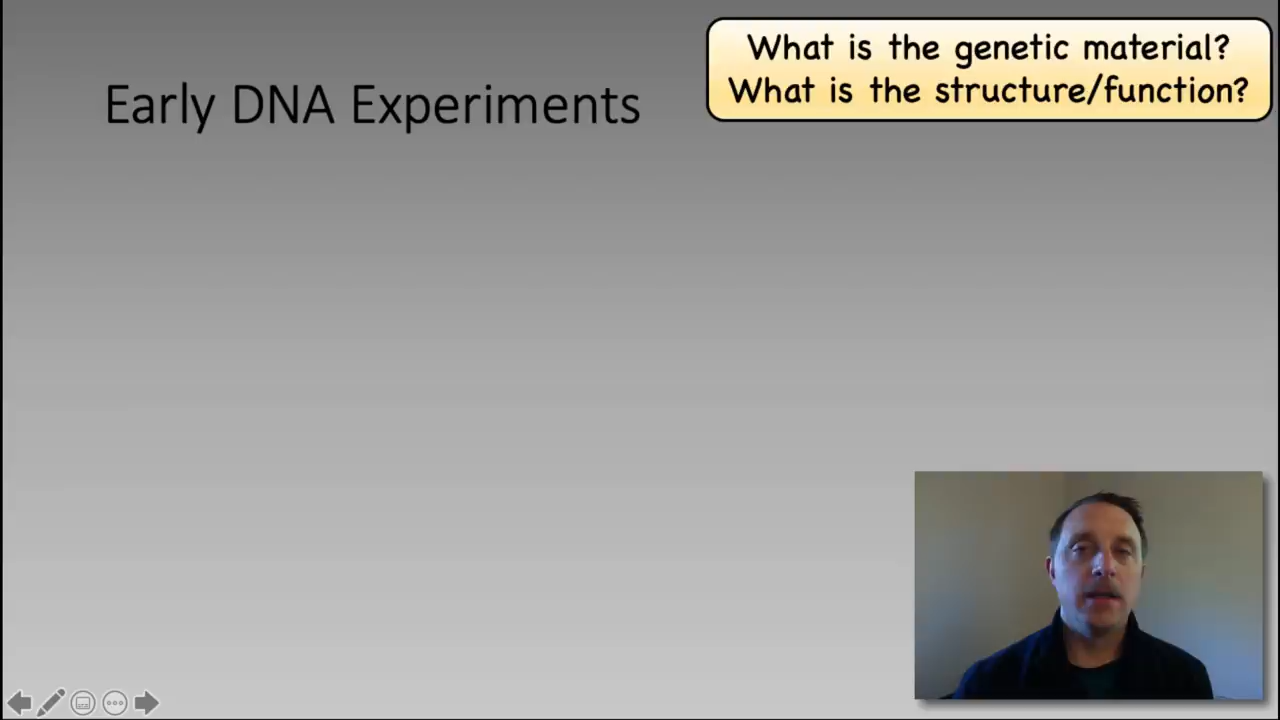 Early DNA Experiments
What is the genetic material?
What is the structure/function?